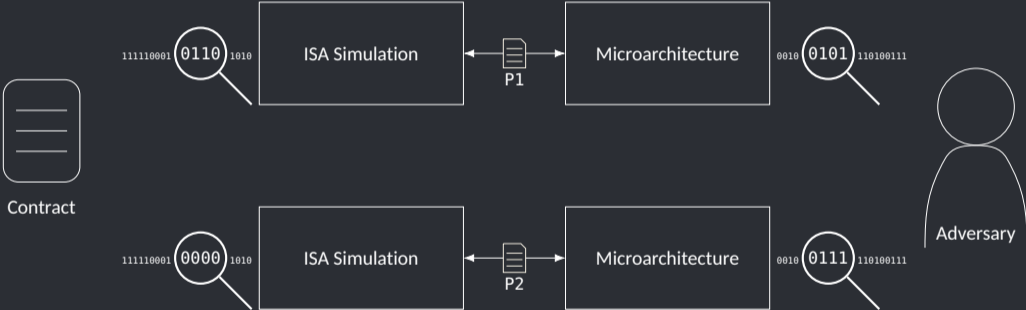 111110001 0110 1010 ISA Simulation P1 Microarchitecture 0010 0101 110100111
Contract
Adversary
111110001 0000 1010 ISA Simulation P2 Microarchitecture 0010 0111 110100111